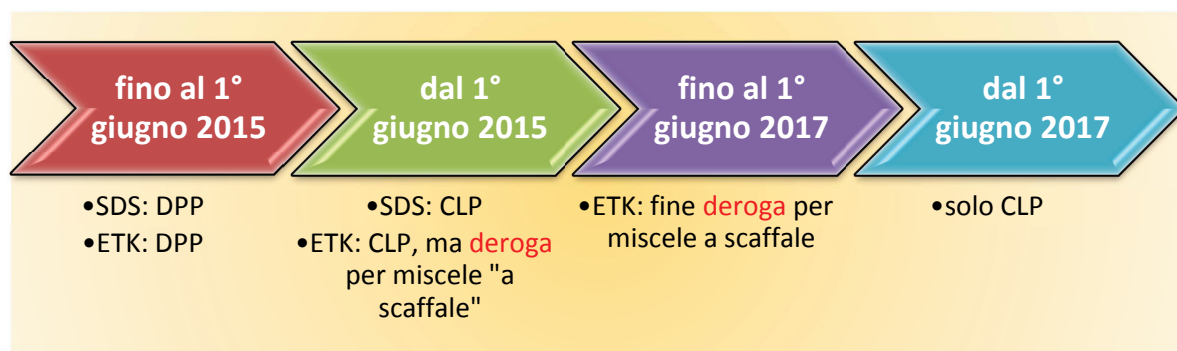 fino al 1°
giugno 2015
dal 1°
giugno 2015
fino al 1°
giugno 2017
dal 1°
giugno 2017
•SDS: DPP
•ETK: DPP
•SDS: CLP
•ETK: CLP, ma deroga
per miscele "a
scaffale"
•ETK: fine deroga per
miscele a scaffale
•solo CLP